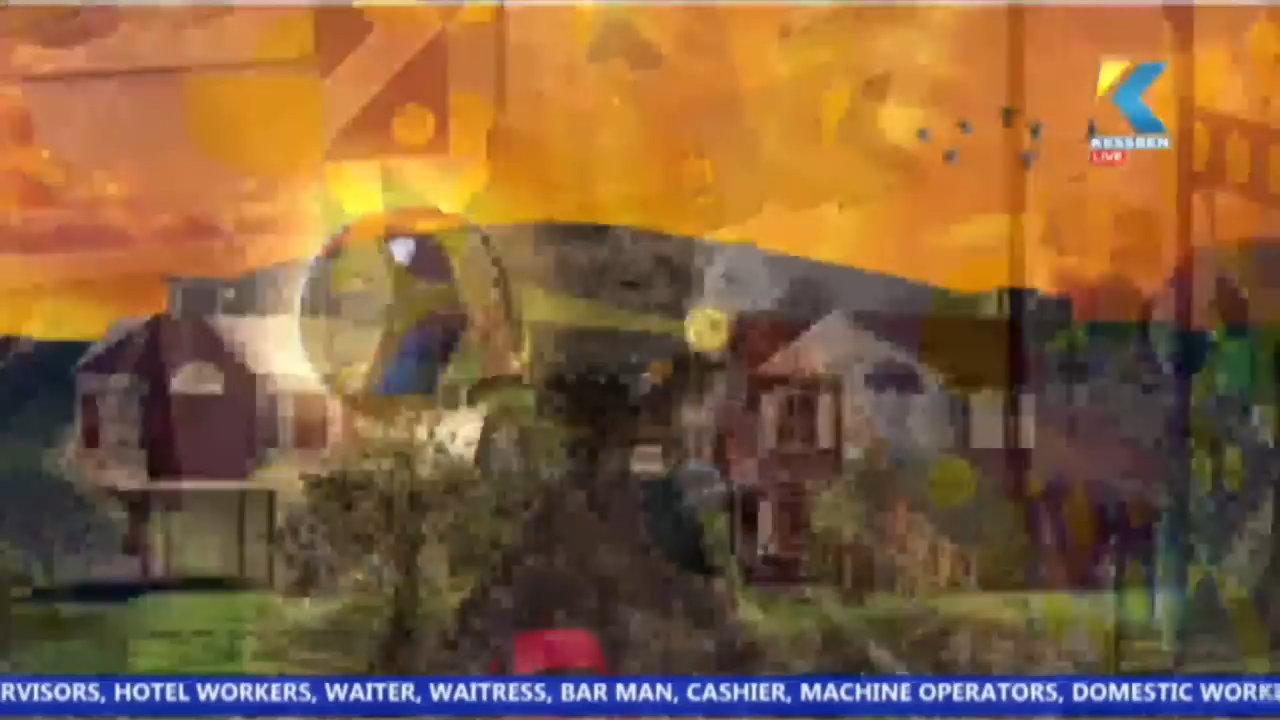 KESSBEN
LIVE
RVISORS, HOTEL WORKERS, WAITER, WAITRESS, BAR MAN, CASHIER, MACHINE OPERATORS, DOMESTIC WORK